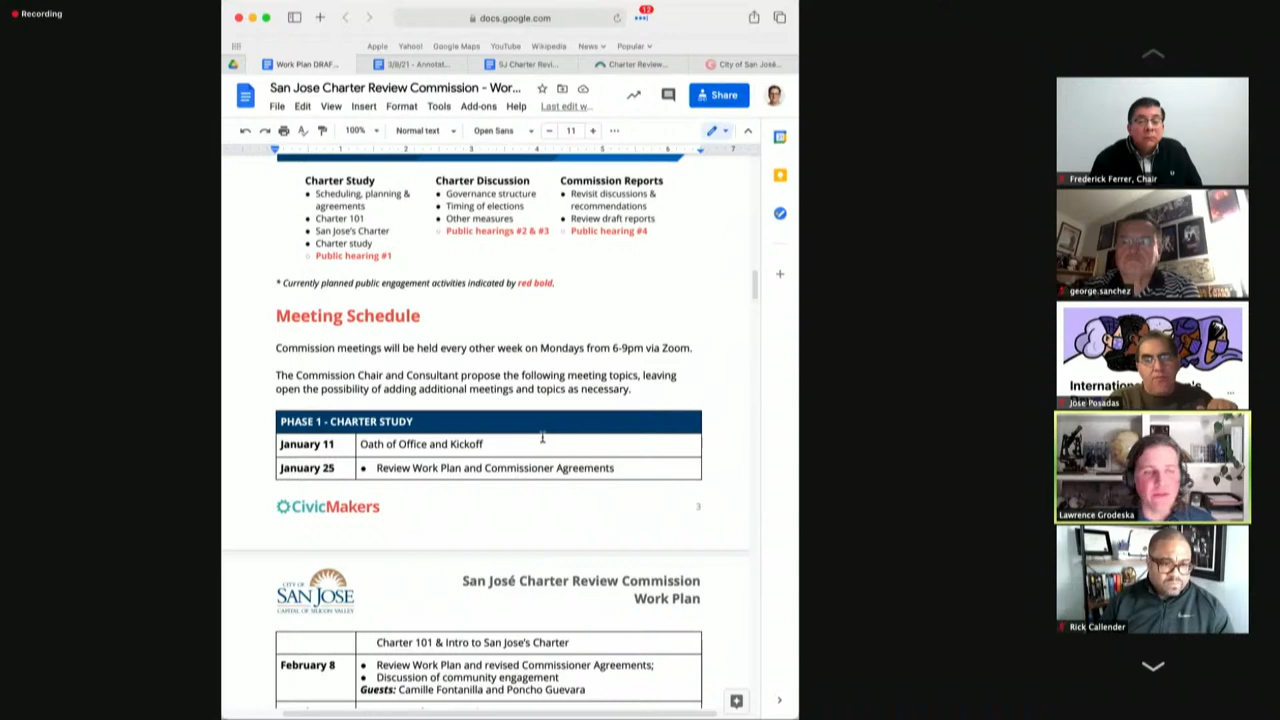 Recording
docs.google.com
12
Apple Yahoo! Google Maps YouTube Wikipedia News Popular
Work Plan DRAF... 3/8/21 - Annotat... SJ Charter Revi... Charter Review... City of San José...
San Jose Charter Review Commission - Wor...
File Edit View Insert Format Tools Add-ons Help Last edit w...
Share
100% Normal text Open Sans 11
1 2 3 4 5 6 7
Charter Study
• Scheduling, planning &
agreements
• Charter 101
• San Jose's Charter
• Charter study
○ Public hearing #1
Charter Discussion
• Governance structure
• Timing of elections
• Other measures
○ Public hearings #2 & #3
Commission Reports
• Revisit discussions &
recommendations
• Review draft reports
○ Public hearing #4
* Currently planned public engagement activities indicated by red bold.
Meeting Schedule
Commission meetings will be held every other week on Mondays from 6-9pm via Zoom.
The Commission Chair and Consultant propose the following meeting topics, leaving
open the possibility of adding additional meetings and topics as necessary.
PHASE 1 - CHARTER STUDY
January 11 Oath of Office and Kickoff
January 25 • Review Work Plan and Commissioner Agreements
CivicMakers 3
CITY OF
SAN JOSE
CAPITAL OF SILICON VALLEY
San José Charter Review Commission
Work Plan
Charter 101 & Intro to San Jose's Charter
February 8 • Review Work Plan and revised Commissioner Agreements;
• Discussion of community engagement
Guests: Camille Fontanilla and Poncho Guevara
Frederick Ferrer, Chair
george.sanchez
Jose Posadas
Lawrence Grodeska
Rick Callender